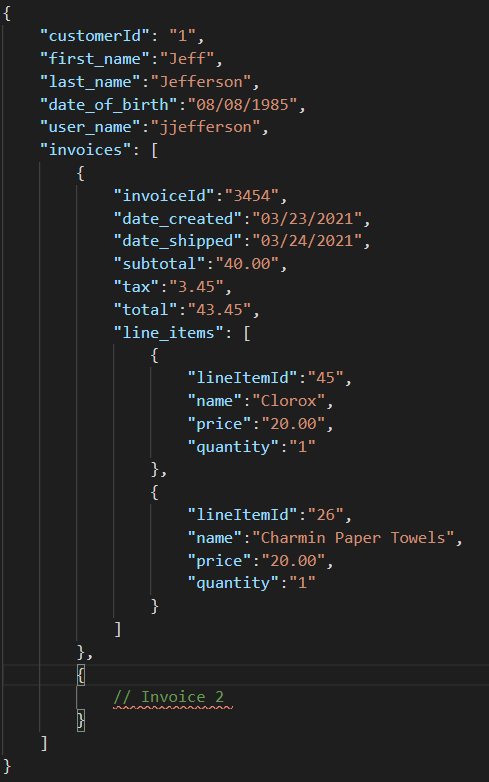 {
    "customerId": "1",
    "first_name":"Jeff",
    "last_name":"Jefferson",
    "date_of_birth":"08/08/1985",
    "user_name":"jjefferson",
    "invoices": [
        {
            "invoiceId":"3454",
            "date_created":"03/23/2021",
            "date_shipped":"03/24/2021",
            "subtotal":"40.00",
            "tax":"3.45",
            "total":"43.45",
            "line_items": [
                {
                    "lineItemId":"45",
                    "name":"Clorox",
                    "price":"20.00",
                    "quantity":"1"
                },
                {
                    "lineItemId":"26",
                    "name":"Charmin Paper Towels",
                    "price":"20.00",
                    "quantity":"1"
                }
            ]
        },
        {
            // Invoice 2
        }
    ]
}